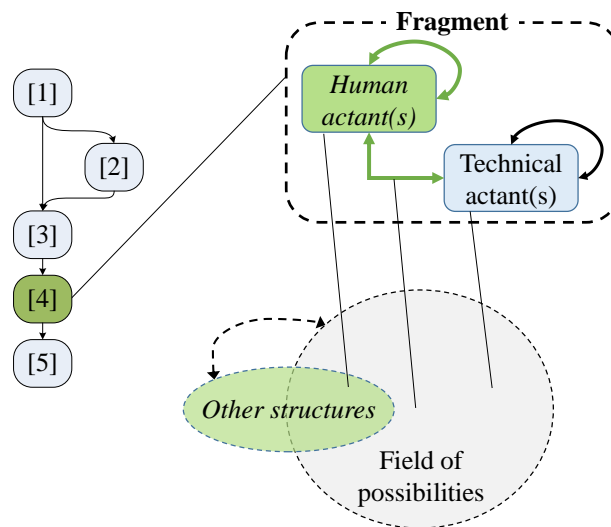 Fragment
[1]
[2]
[3]
[4]
[5]
Human
actant(s)
Technical
actant(s)
Other structures
Field of
possibilities